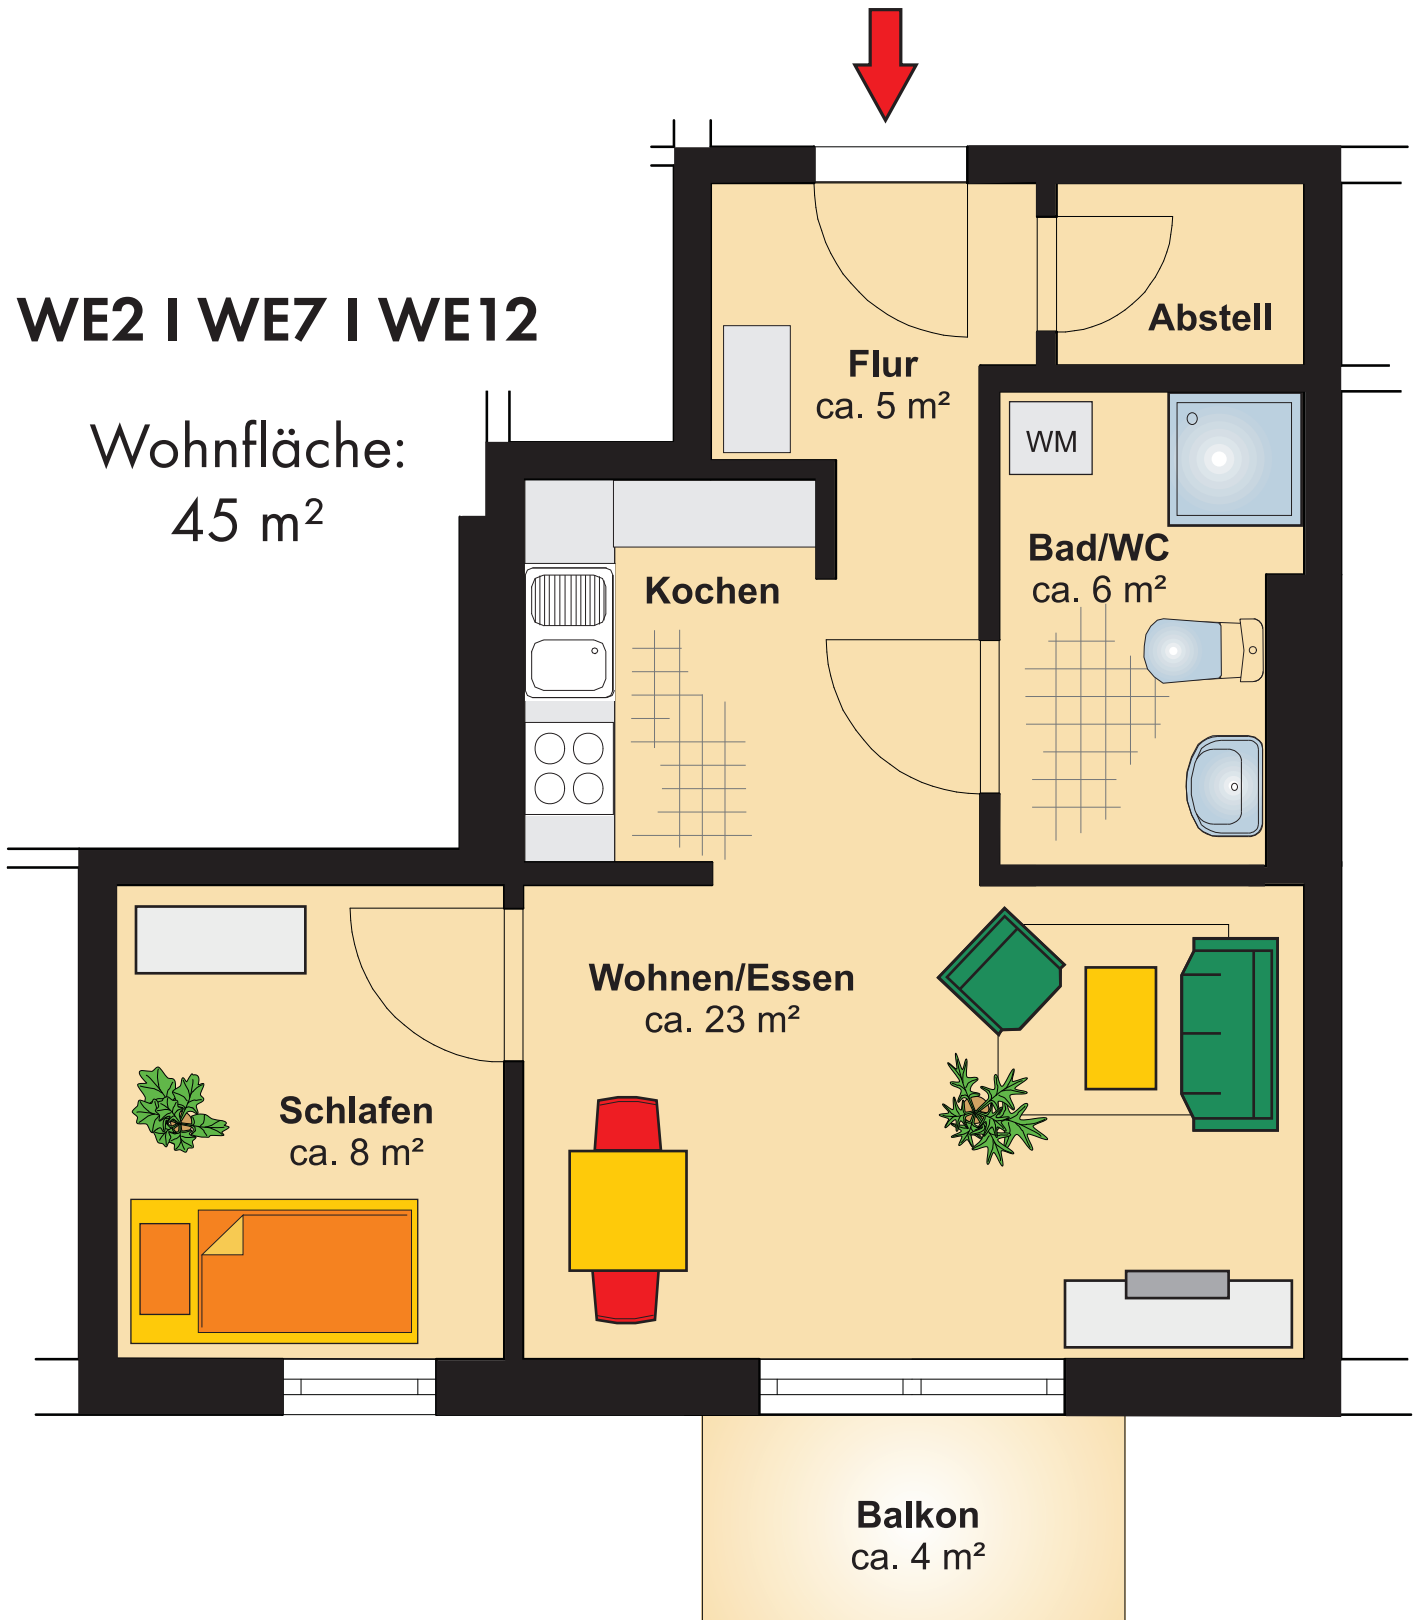 WE2 I WE7 I WE12
Wohnfläche:
45 m²
Abstell
Flur
ca. 5 m²
WM
Bad/WC
ca. 6 m²
Kochen
Wohnen/Essen
ca. 23 m²
Schlafen
ca. 8 m²
Balkon
ca. 4 m²